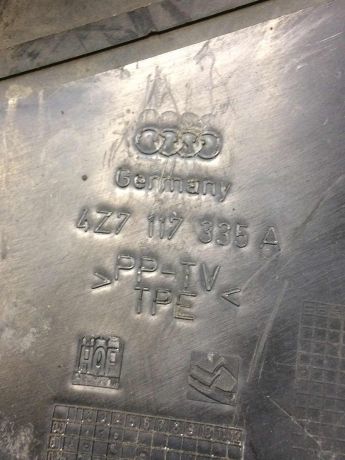 Germany
4Z7 117 335 A
>PP-TV
TPE<